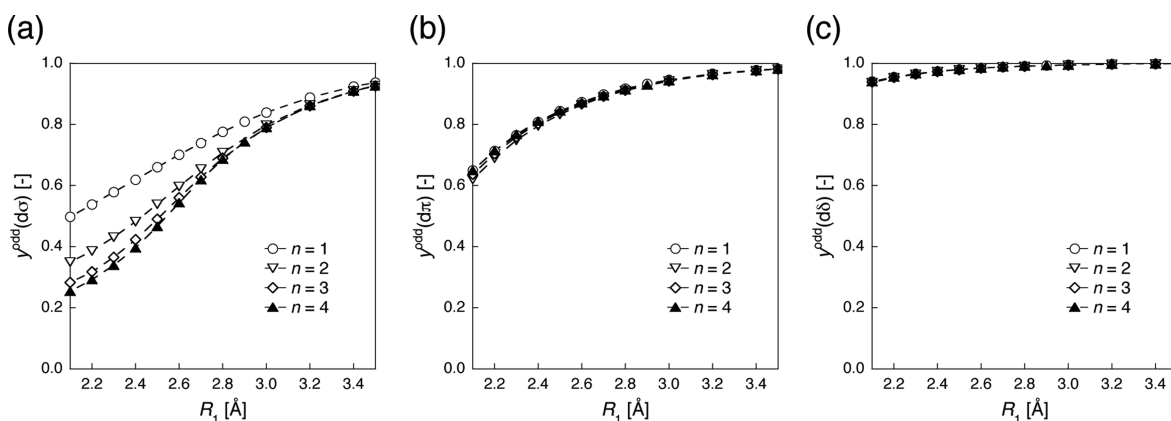 (a)
1.0
0.8
0.6
0.4
0.2
0.0
y^odd(dσ) [-]
n = 1
n = 2
n = 3
n = 4
2.2 2.4 2.6 2.8 3.0 3.2 3.4
R_1 [Å]
(b)
1.0
0.8
0.6
0.4
0.2
0.0
y^odd(dπ) [-]
n = 1
n = 2
n = 3
n = 4
2.2 2.4 2.6 2.8 3.0 3.2 3.4
R_1 [Å]
(c)
1.0
0.8
0.6
0.4
0.2
0.0
y^odd(dδ) [-]
n = 1
n = 2
n = 3
n = 4
2.2 2.4 2.6 2.8 3.0 3.2 3.4
R_1 [Å]